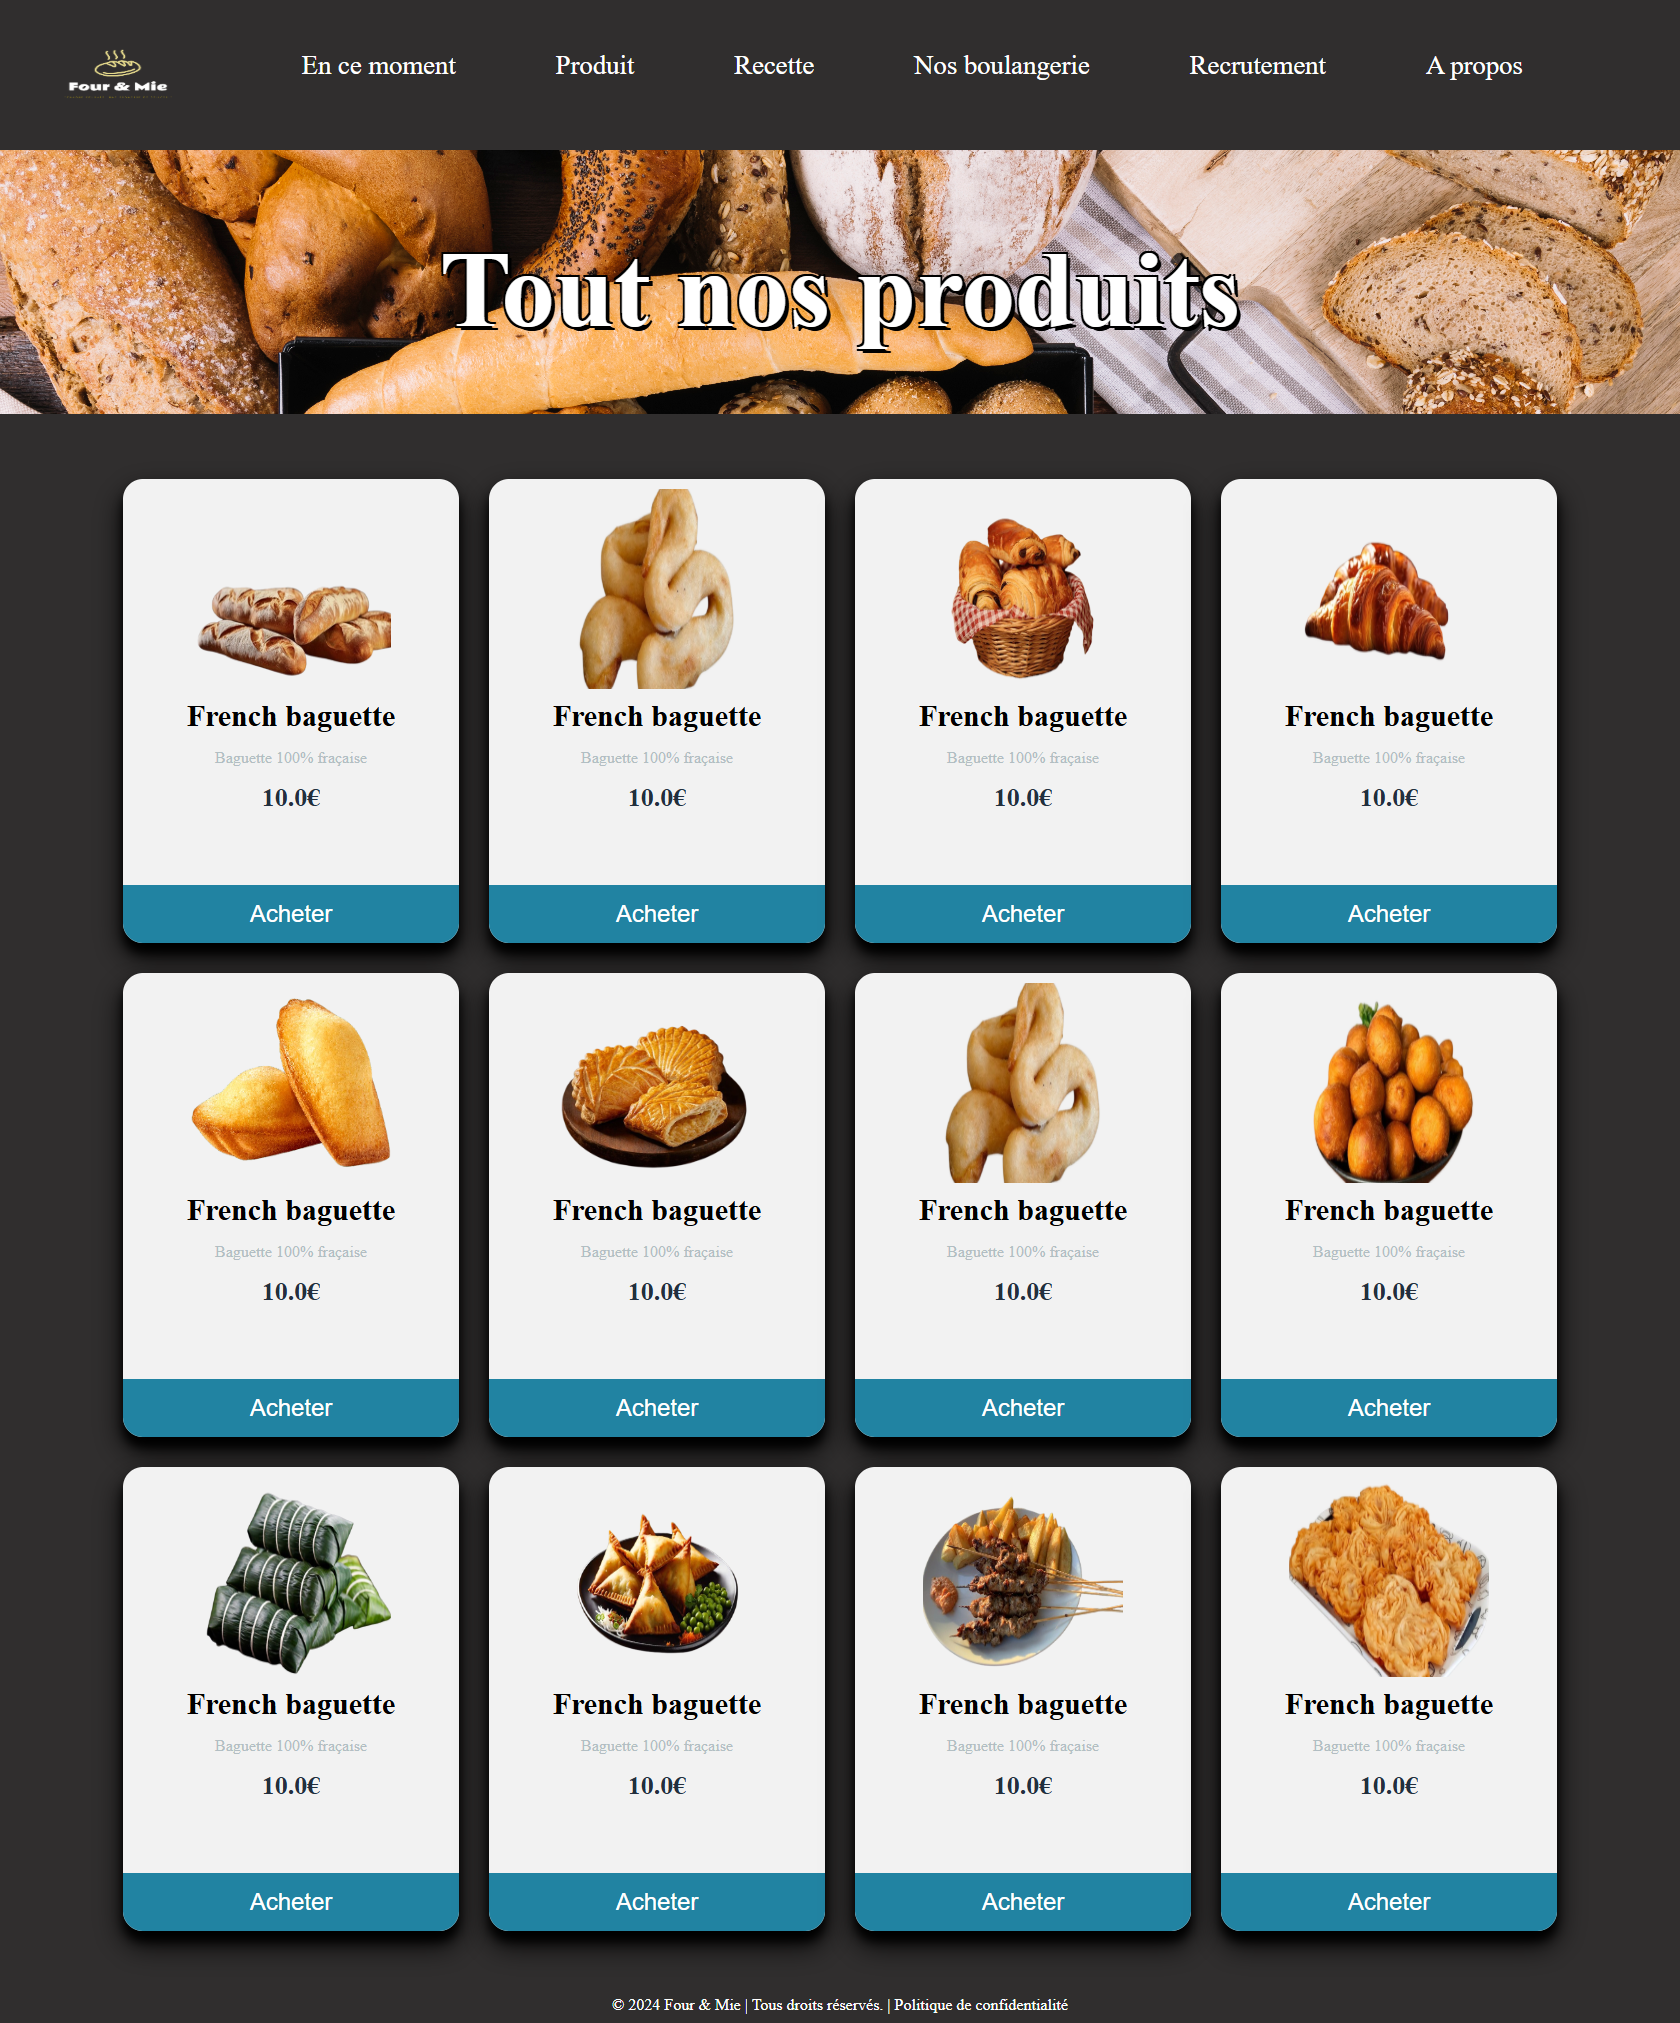 Four & Mie
En ce moment Produit Recette Nos boulangerie Recrutement A propos
Tout nos produits
French baguette French baguette French baguette French baguette
Baguette 100% fraçaise Baguette 100% fraçaise Baguette 100% fraçaise Baguette 100% fraçaise
10.0€ 10.0€ 10.0€ 10.0€
Acheter Acheter Acheter Acheter
French baguette French baguette French baguette French baguette
Baguette 100% fraçaise Baguette 100% fraçaise Baguette 100% fraçaise Baguette 100% fraçaise
10.0€ 10.0€ 10.0€ 10.0€
Acheter Acheter Acheter Acheter
French baguette French baguette French baguette French baguette
Baguette 100% fraçaise Baguette 100% fraçaise Baguette 100% fraçaise Baguette 100% fraçaise
10.0€ 10.0€ 10.0€ 10.0€
Acheter Acheter Acheter Acheter
© 2024 Four & Mie | Tous droits réservés. | Politique de confidentialité